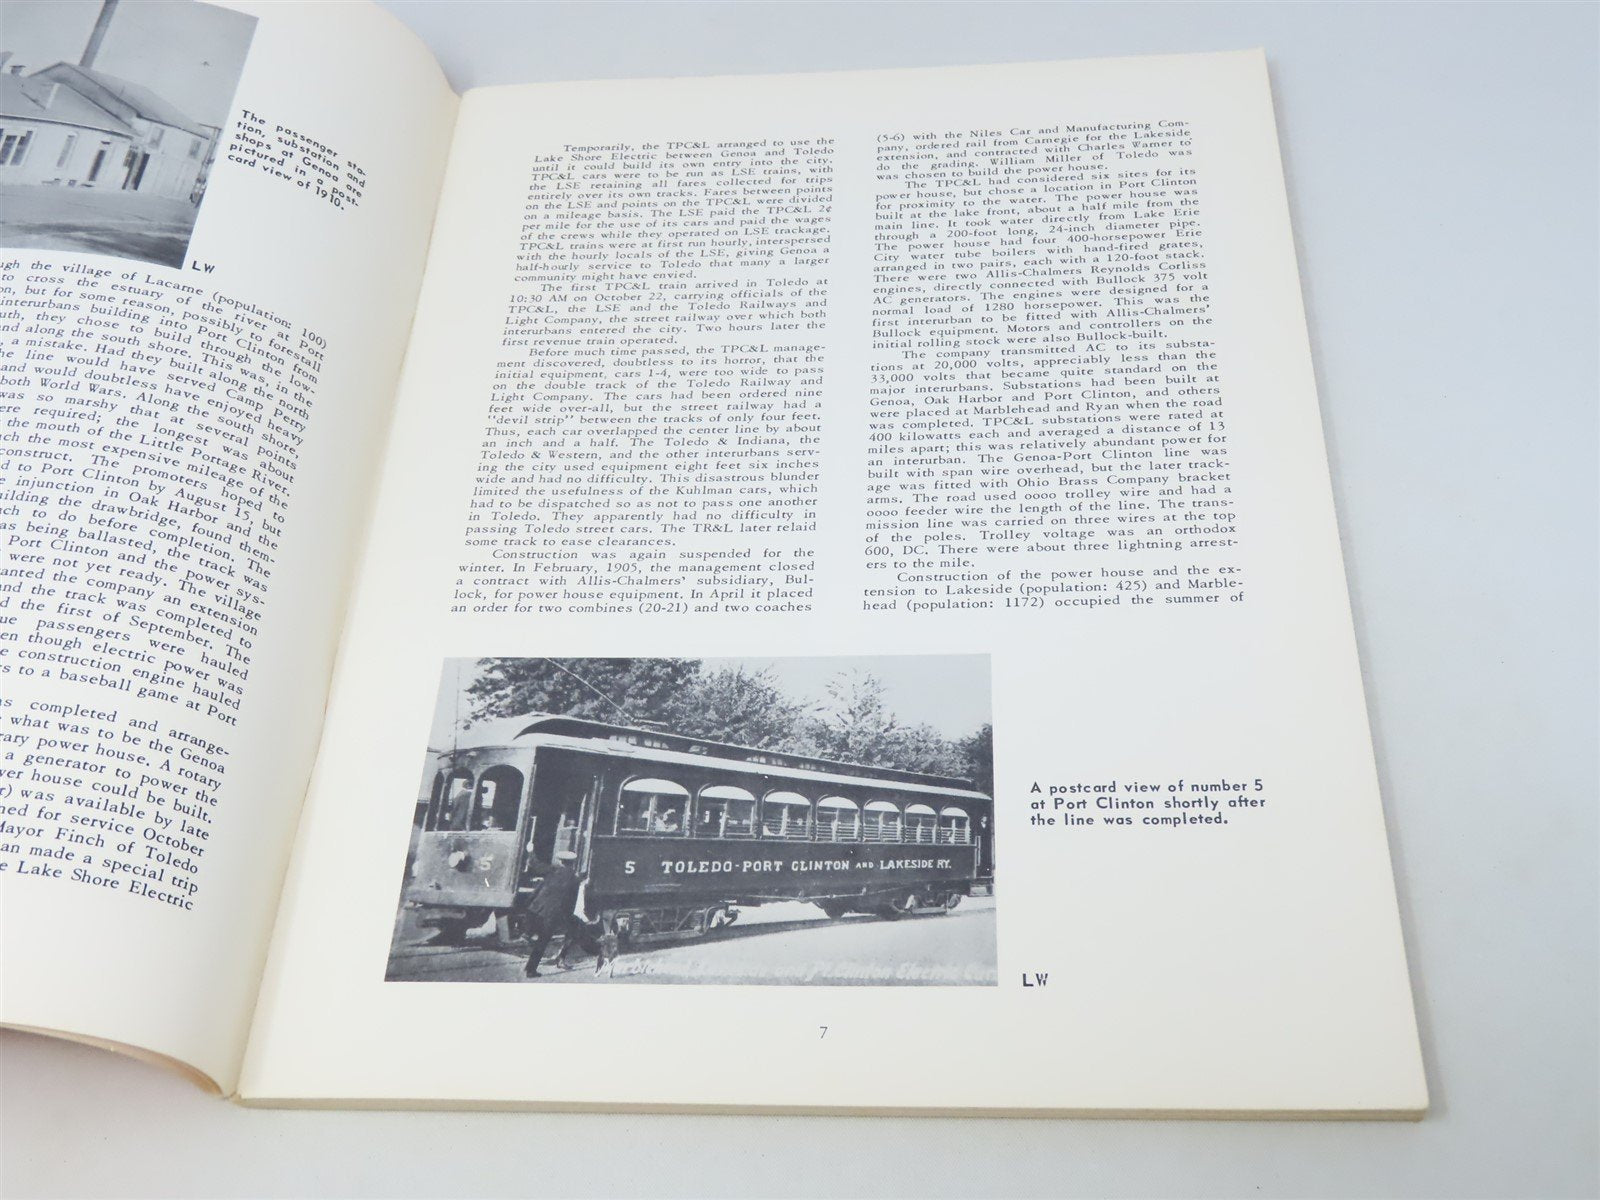 The passenger sta-
tion, substation and
shops at Genoa are
pictured in a post-
card view of 1910.
LW
ugh the village of Lacarne (population: 100)
to cross the estuary of the river at Port
on, but for some reason, possibly to forestall
interurbans building into Port Clinton from
uth, they chose to build through the low-
nd along the south shore. This was, in the
, a mistake. Had they built along the north
he line would have served Camp Perry
and would doubtless have enjoyed heavy
both World Wars. Along the south shore,
was so marshy that at several points
ere required; the longest was about
the mouth of the Little Portage River.
ch the most expensive mileage of the
construct. The promoters hoped to
d to Port Clinton by August 15, but
e injunction in Oak Harbor and the
uilding the drawbridge, found them-
ch to do before completion. The
as being ballasted, the track was
Port Clinton and the power sys-
were not yet ready. The village
anted the company an extension
nd the track was completed to
d the first of September. The
ue passengers were hauled
en though electric power was
e construction engine hauled
rs to a baseball game at Port
as completed and arrange-
what was to be the Genoa
rary power house. A rotary
a generator to power the
wer house could be built.
r) was available by late
ned for service October
Mayor Finch of Toledo
an made a special trip
e Lake Shore Electric
Temporarily, the TPC&L arranged to use the
Lake Shore Electric between Genoa and Toledo
until it could build its own entry into the city.
TPC&L cars were to be run as LSE trains, with
the LSE retaining all fares collected for trips
entirely over its own tracks. Fares between points
on the LSE and points on the TPC&L were divided
on a mileage basis. The LSE paid the TPC&L 2¢
per mile for the use of its cars and paid the wages
of the crews while they operated on LSE trackage.
TPC&L trains were at first run hourly, interspersed
with the hourly locals of the LSE, giving Genoa a
half-hourly service to Toledo that many a larger
community might have envied.
The first TPC&L train arrived in Toledo at
10:30 AM on October 22, carrying officials of the
TPC&L, the LSE and the Toledo Railways and
Light Company, the street railway over which both
interurbans entered the city. Two hours later the
first revenue train operated.
Before much time passed, the TPC&L manage-
ment discovered, doubtless to its horror, that the
initial equipment, cars 1-4, were too wide to pass
on the double track of the Toledo Railway and
Light Company. The cars had been ordered nine
feet wide over-all, but the street railway had a
"devil strip" between the tracks of only four feet.
Thus, each car overlapped the center line by about
an inch and a half. The Toledo & Indiana, the
Toledo & Western, and the other interurbans serv-
ing the city used equipment eight feet six inches
wide and had no difficulty. This disastrous blunder
limited the usefulness of the Kuhlman cars, which
had to be dispatched so as not to pass one another
in Toledo. They apparently had no difficulty in
passing Toledo street cars. The TR&L later relaid
some track to ease clearances.
Construction was again suspended for the
winter. In February, 1905, the management closed
a contract with Allis-Chalmers' subsidiary, Bul-
lock, for power house equipment. In April it placed
an order for two combines (20-21) and two coaches
(5-6) with the Niles Car and Manufacturing Com-
pany, ordered rail from Carnegie for the Lakeside
extension, and contracted with Charles Warner to
do the grading. William Miller of Toledo was
was chosen to build the power house.
The TPC&L had considered six sites for its
power house, but chose a location in Port Clinton
for proximity to the water. The power house was
built at the lake front, about a half mile from the
main line. It took water directly from Lake Erie
through a 200-foot long, 24-inch diameter pipe.
The power house had four 400-horsepower Erie
City water tube boilers with hand-fired grates,
arranged in two pairs, each with a 120-foot stack.
There were two Allis-Chalmers Reynolds Corliss
engines, directly connected with Bullock 375 volt
AC generators. The engines were designed for a
normal load of 1280 horsepower. This was the
first interurban to be fitted with Allis-Chalmers'
Bullock equipment. Motors and controllers on the
initial rolling stock were also Bullock-built.
The company transmitted AC to its substa-
tions at 20,000 volts, appreciably less than the
33,000 volts that became quite standard on the
major interurbans. Substations had been built at
Genoa, Oak Harbor and Port Clinton, and others
were placed at Marblehead and Ryan when the road
was completed. TPC&L substations were rated at
400 kilowatts each and averaged a distance of 13
miles apart; this was relatively abundant power for
an interurban. The Genoa-Port Clinton line was
built with span wire overhead, but the later track-
age was fitted with Ohio Brass Company bracket
arms. The road used 0000 trolley wire and had a
0000 feeder wire the length of the line. The trans-
mission line was carried on three wires at the top
of the poles. Trolley voltage was an orthodox
600, DC. There were about three lightning arrest-
ers to the mile.
Construction of the power house and the ex-
tension to Lakeside (population: 425) and Marble-
head (population: 1172) occupied the summer of
5
5 TOLEDO-PORT CLINTON AND LAKESIDE RY.
Clinton Electric Car
A postcard view of number 5
at Port Clinton shortly after
the line was completed.
LW
7